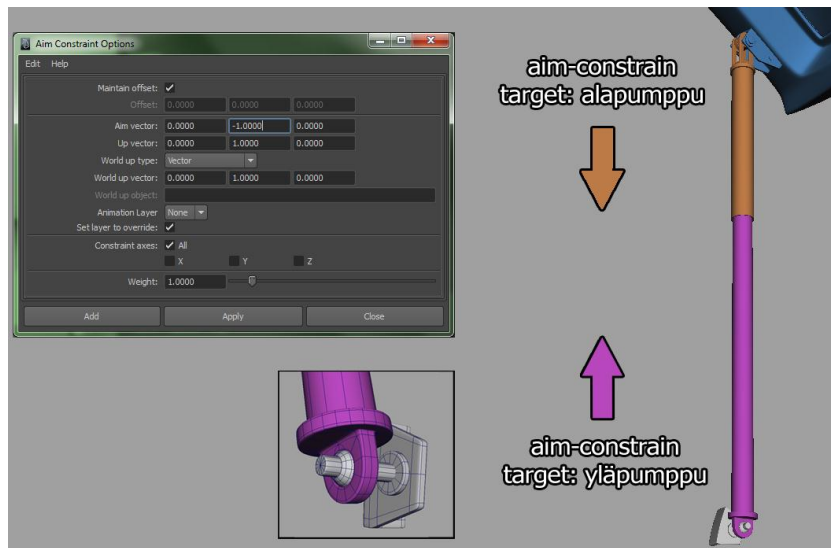 Aim Constraint Options
Edit Help
Maintain offset:
Offset: 0.0000 0.0000 0.0000
Aim vector: 0.0000 -1.0000 0.0000
Up vector: 0.0000 1.0000 0.0000
World up type: Vector
World up vector: 0.0000 1.0000 0.0000
World up object:
Animation Layer None
Set layer to override:
Constraint axes: All
X Y Z
Weight: 1.0000
Add Apply Close
aim-constrain
target: alapumppu
aim-constrain
target: yläpumppu